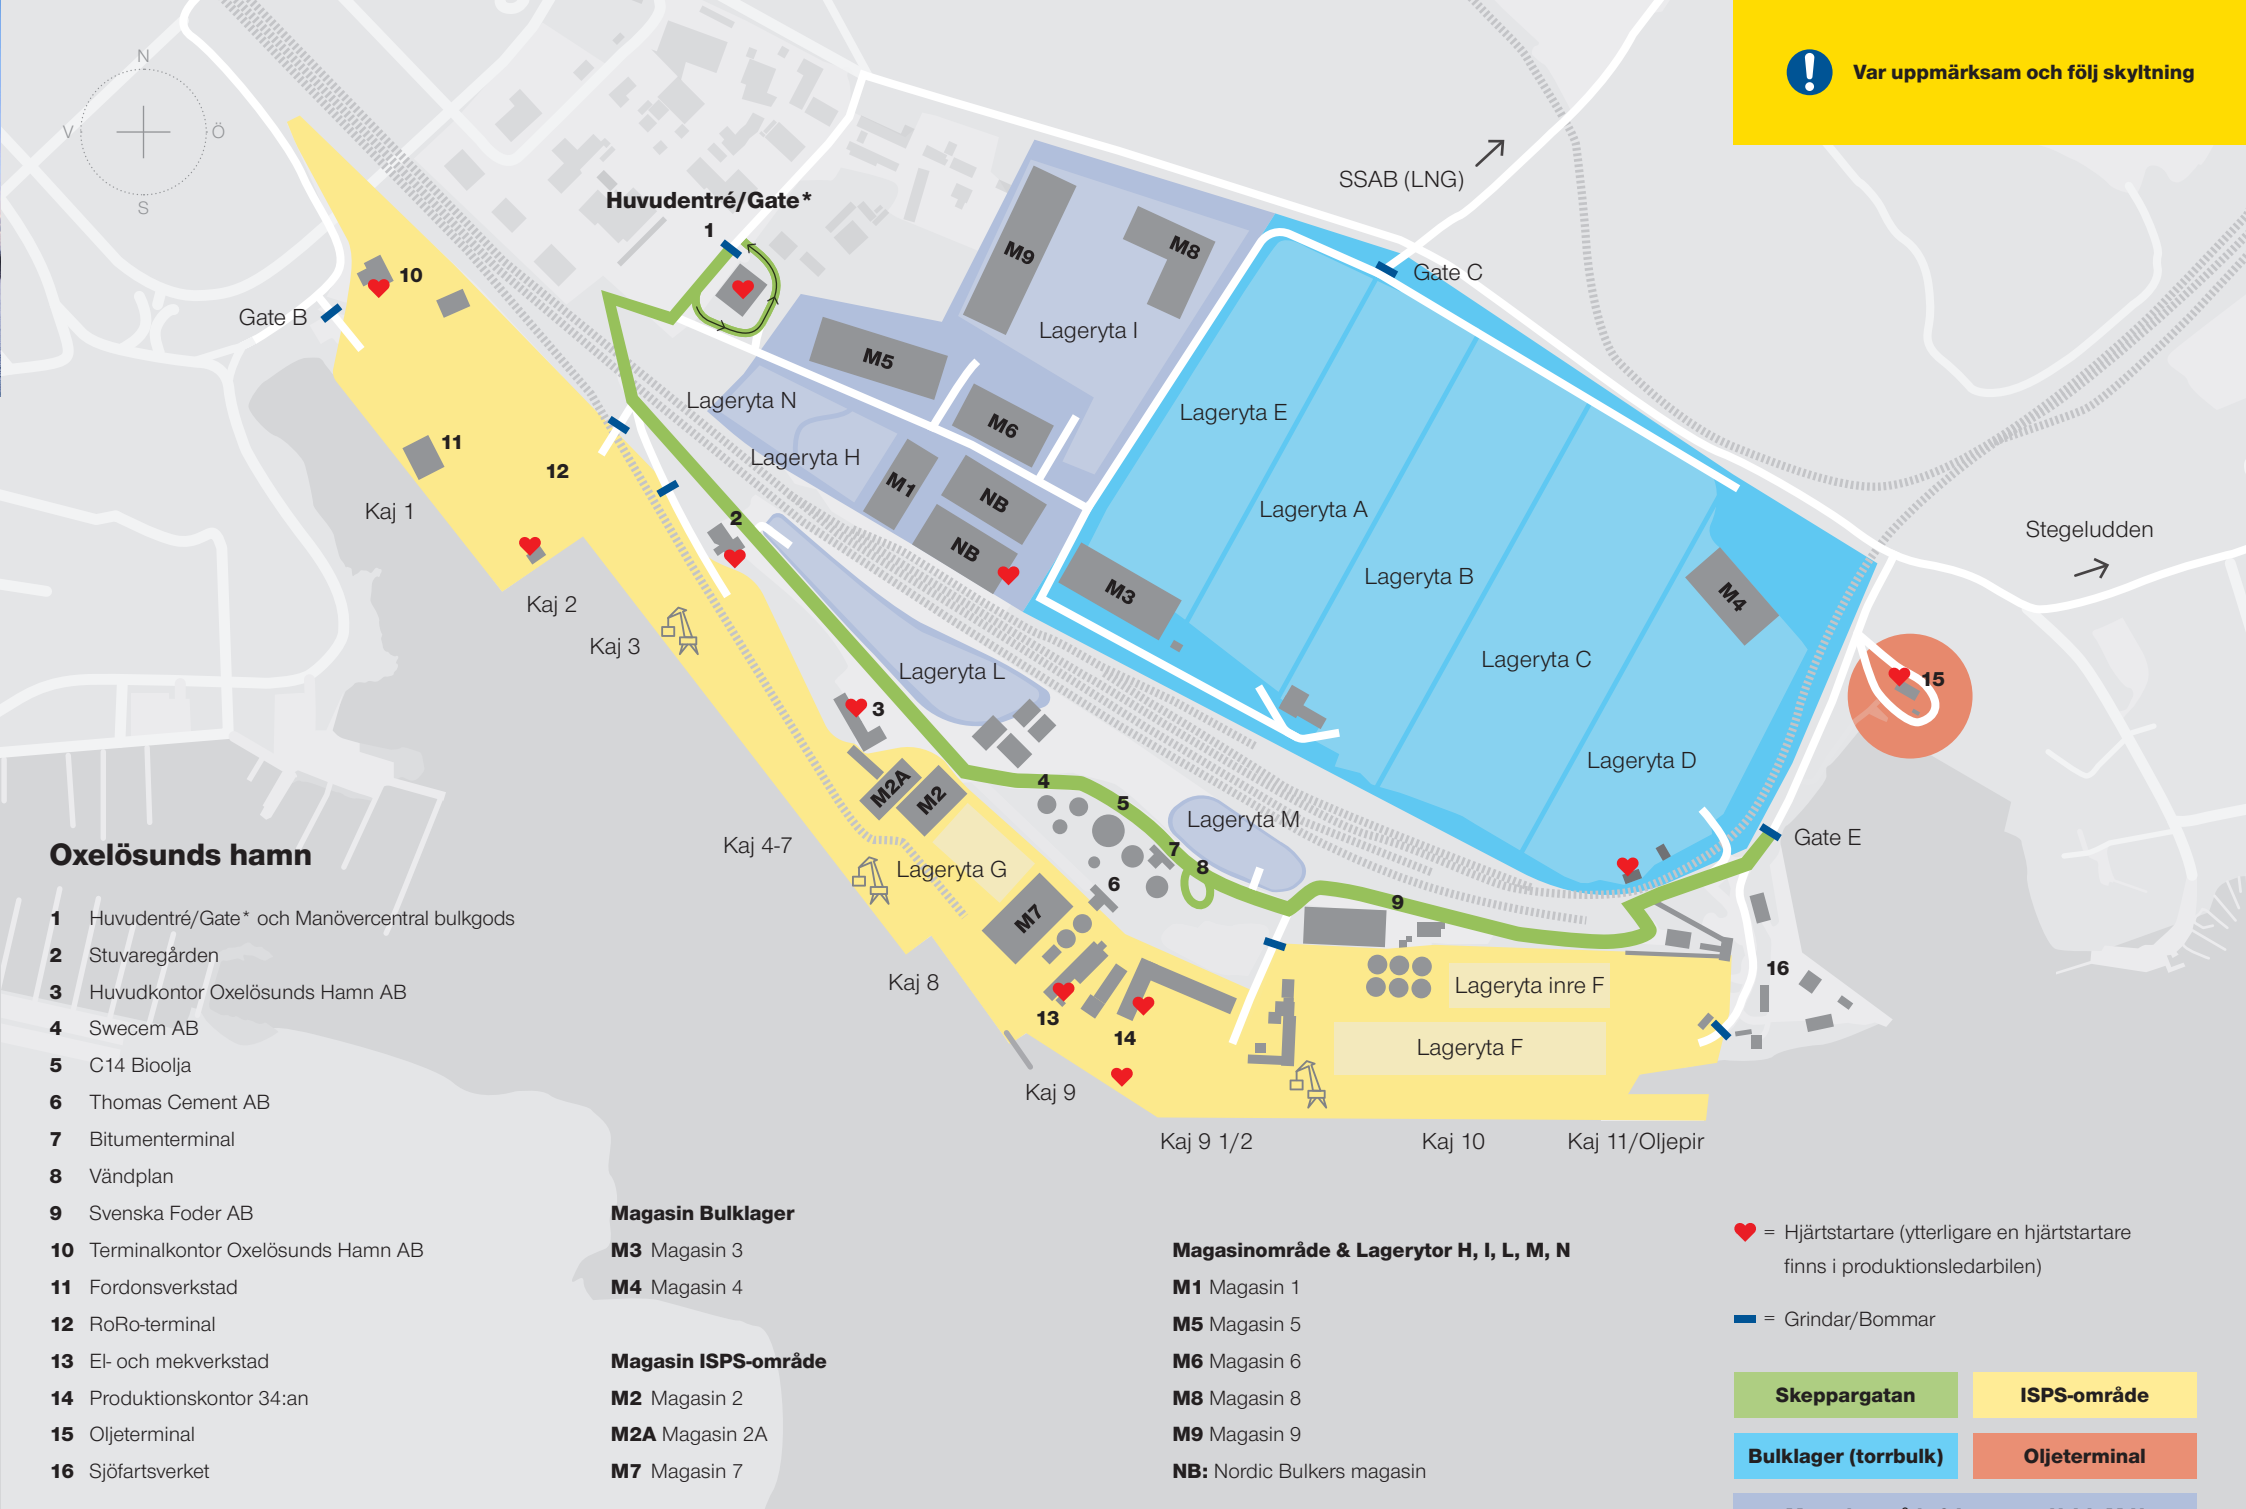 Var uppmärksam och följ skyltning
N
V
Ö
S
SSAB (LNG)
Huvudentré/Gate*
1
M9
M8
Gate C
10
Gate B
Lageryta I
M5
Lageryta N
Lageryta E
M6
11
12
Lageryta H
M1
NB
Kaj 1
Lageryta A
2
NB
Stegeludden
Kaj 2
M3
Lageryta B
M4
Kaj 3
Lageryta L
Lageryta C
15
3
Lageryta D
4
M2A
M2
5
Lageryta M
Gate E
Kaj 4-7
7
8
Lageryta G
6
9
M7
16
Kaj 8
Lageryta inre F
13
14
Lageryta F
Kaj 9
Kaj 9 1/2
Kaj 10
Kaj 11/Oljepir
Oxelösunds hamn
1 Huvudentré/Gate* och Manövercentral bulkgods
2 Stuvaregården
3 Huvudkontor Oxelösunds Hamn AB
4 Swecem AB
5 C14 Bioolja
6 Thomas Cement AB
7 Bitumenterminal
8 Vändplan
9 Svenska Foder AB
10 Terminalkontor Oxelösunds Hamn AB
11 Fordonsverkstad
12 RoRo-terminal
13 El- och mekverkstad
14 Produktionskontor 34:an
15 Oljeterminal
16 Sjöfartsverket
Magasin Bulklager
M3 Magasin 3
M4 Magasin 4
Magasin ISPS-område
M2 Magasin 2
M2A Magasin 2A
M7 Magasin 7
Magasinområde & Lagerytor H, I, L, M, N
M1 Magasin 1
M5 Magasin 5
M6 Magasin 6
M8 Magasin 8
M9 Magasin 9
NB: Nordic Bulkers magasin
= Hjärtstartare (ytterligare en hjärtstartare
finns i produktionsledarbilen)
= Grindar/Bommar
Skeppargatan
ISPS-område
Bulklager (torrbulk)
Oljeterminal